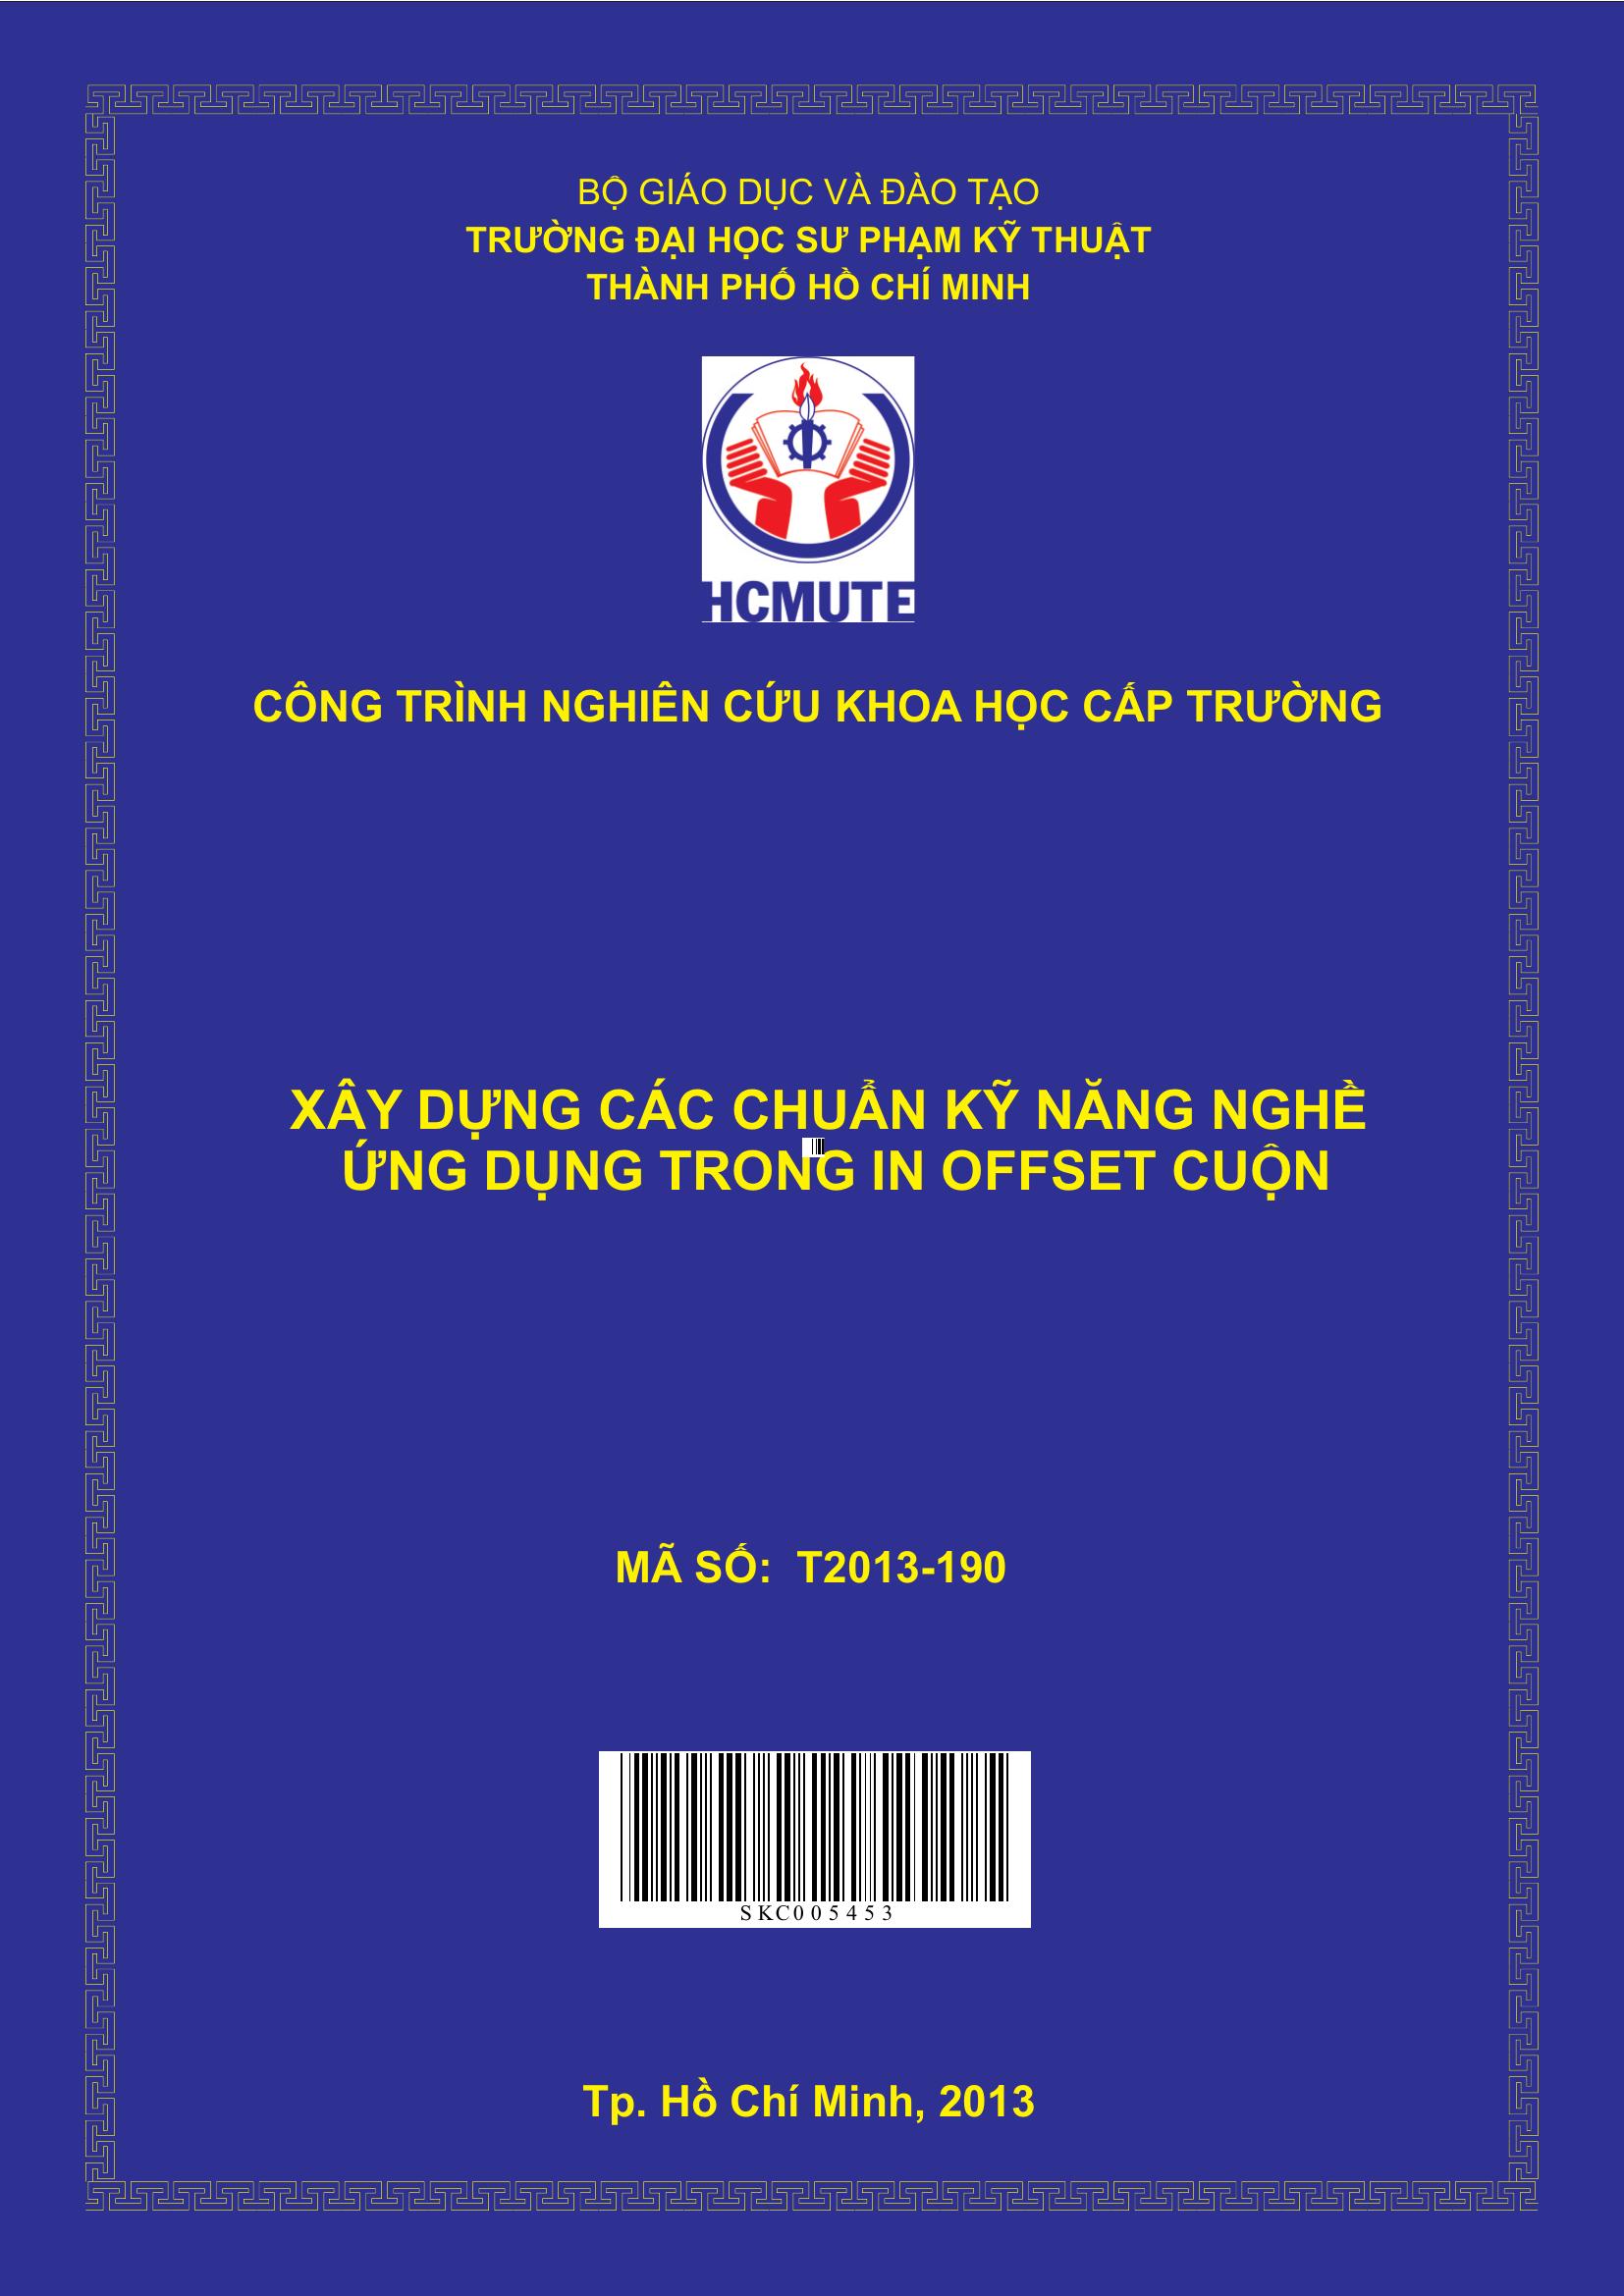 BỘ GIÁO DỤC VÀ ĐÀO TẠO
TRƯỜNG ĐẠI HỌC SƯ PHẠM KỸ THUẬT
THÀNH PHỐ HỒ CHÍ MINH
HCMUTE
CÔNG TRÌNH NGHIÊN CỨU KHOA HỌC CẤP TRƯỜNG
XÂY DỰNG CÁC CHUẨN KỸ NĂNG NGHỀ
ỨNG DỤNG TRONG IN OFFSET CUỘN
MÃ SỐ: T2013-190
SKC005453
Tp. Hồ Chí Minh, 2013